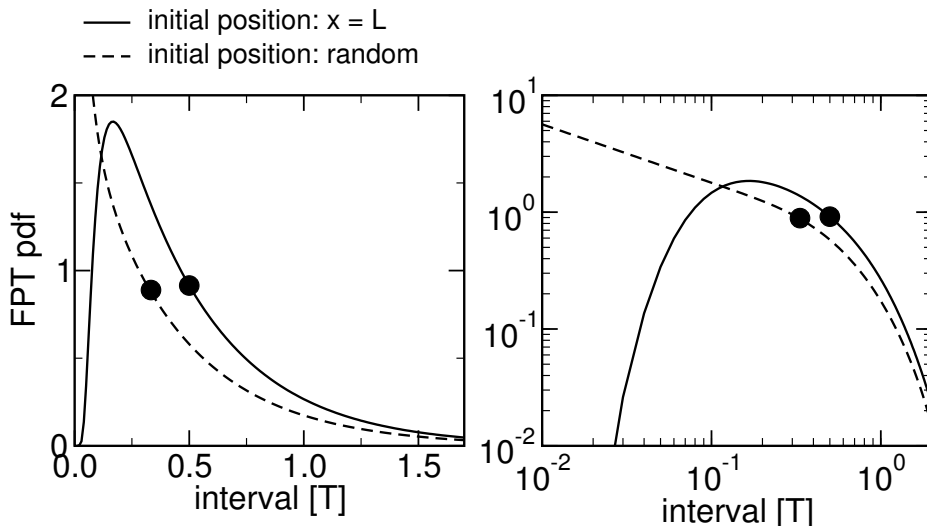 initial position: x = L
initial position: random
FPT pdf
2
1
0
0.0
0.5
1.0
1.5
interval [T]
10^1
10^0
10^-1
10^-2
10^-2
10^-1
10^0
interval [T]